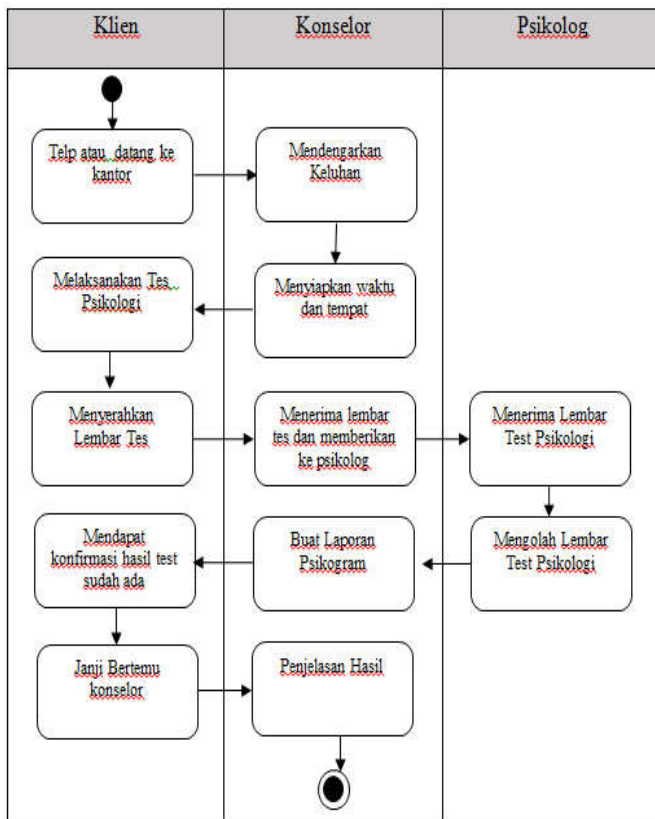 Klien
Konselor
Psikolog
Telp atau datang ke
kantor
Mendengarkan
Keluhan
Melaksanakan Tes
Psikologi
Menyiapkan waktu
dan tempat
Menyerahkan
Lembar Tes
Menerima lembar
tes dan memberikan
ke psikolog
Menerima Lembar
Test Psikologi
Mendapat
konfirmasi hasil test
sudah ada
Buat Laporan
Psikogram
Mengolah Lembar
Test Psikologi
Janji Bertemu
konselor
Penjelasan Hasil